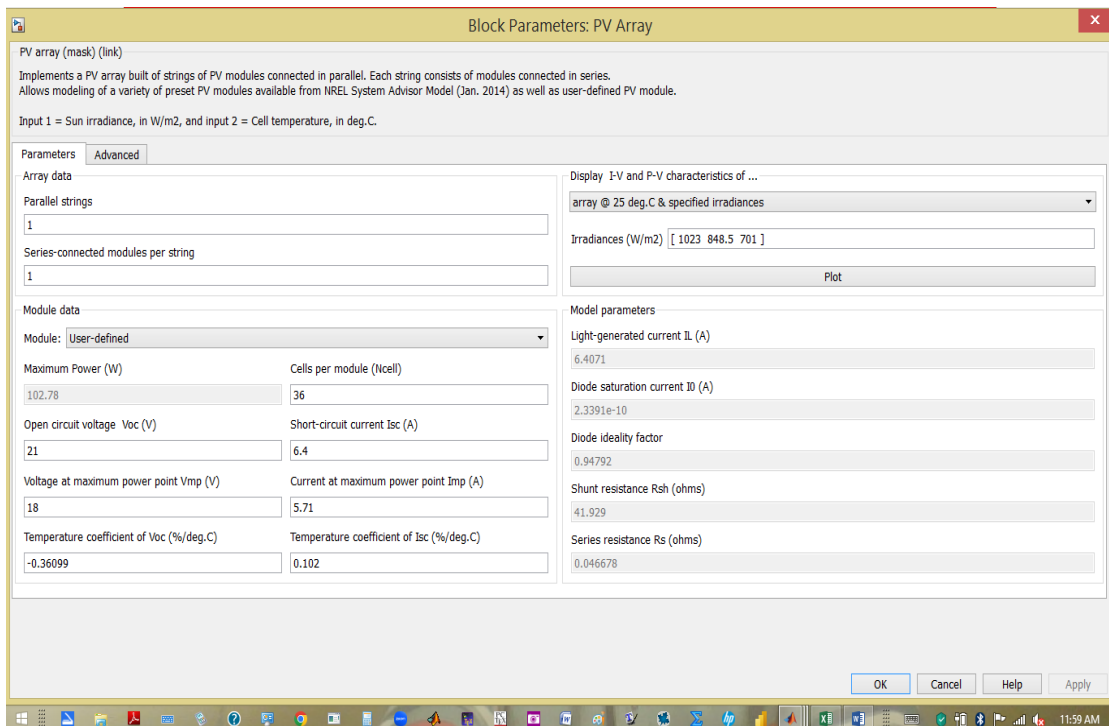 Block Parameters: PV Array
PV array (mask) (link)
Implements a PV array built of strings of PV modules connected in parallel. Each string consists of modules connected in series.
Allows modeling of a variety of preset PV modules available from NREL System Advisor Model (Jan. 2014) as well as user-defined PV module.
Input 1 = Sun irradiance, in W/m2, and input 2 = Cell temperature, in deg.C.
Parameters Advanced
Array data
Parallel strings
1
Series-connected modules per string
1
Display I-V and P-V characteristics of ...
array @ 25 deg.C & specified irradiances
Irradiances (W/m2) [ 1023 848.5 701 ]
Plot
Module data
Module: User-defined
Maximum Power (W) Cells per module (Ncell)
102.78 36
Open circuit voltage Voc (V) Short-circuit current Isc (A)
21 6.4
Voltage at maximum power point Vmp (V) Current at maximum power point Imp (A)
18 5.71
Temperature coefficient of Voc (%/deg.C) Temperature coefficient of Isc (%/deg.C)
-0.36099 0.102
Model parameters
Light-generated current IL (A)
6.4071
Diode saturation current I0 (A)
2.3391e-10
Diode ideality factor
0.94792
Shunt resistance Rsh (ohms)
41.929
Series resistance Rs (ohms)
0.046678
OK Cancel Help Apply
11:59 AM